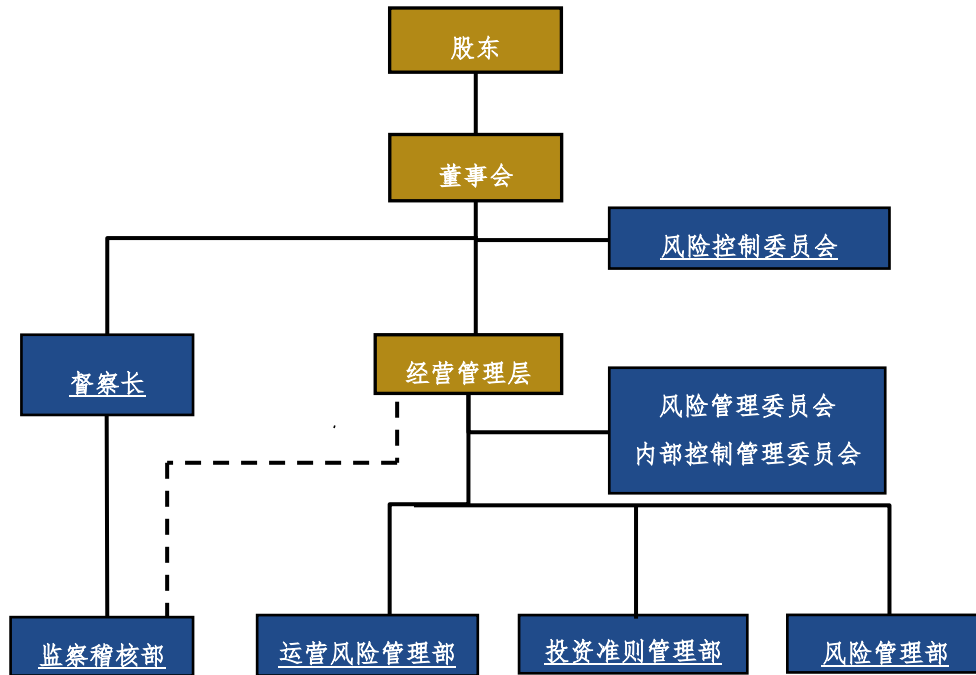 股东
董事会
风险控制委员会
督察长
经营管理层
风险管理委员会
内部控制管理委员会
监察稽核部
运营风险管理部
投资准则管理部
风险管理部